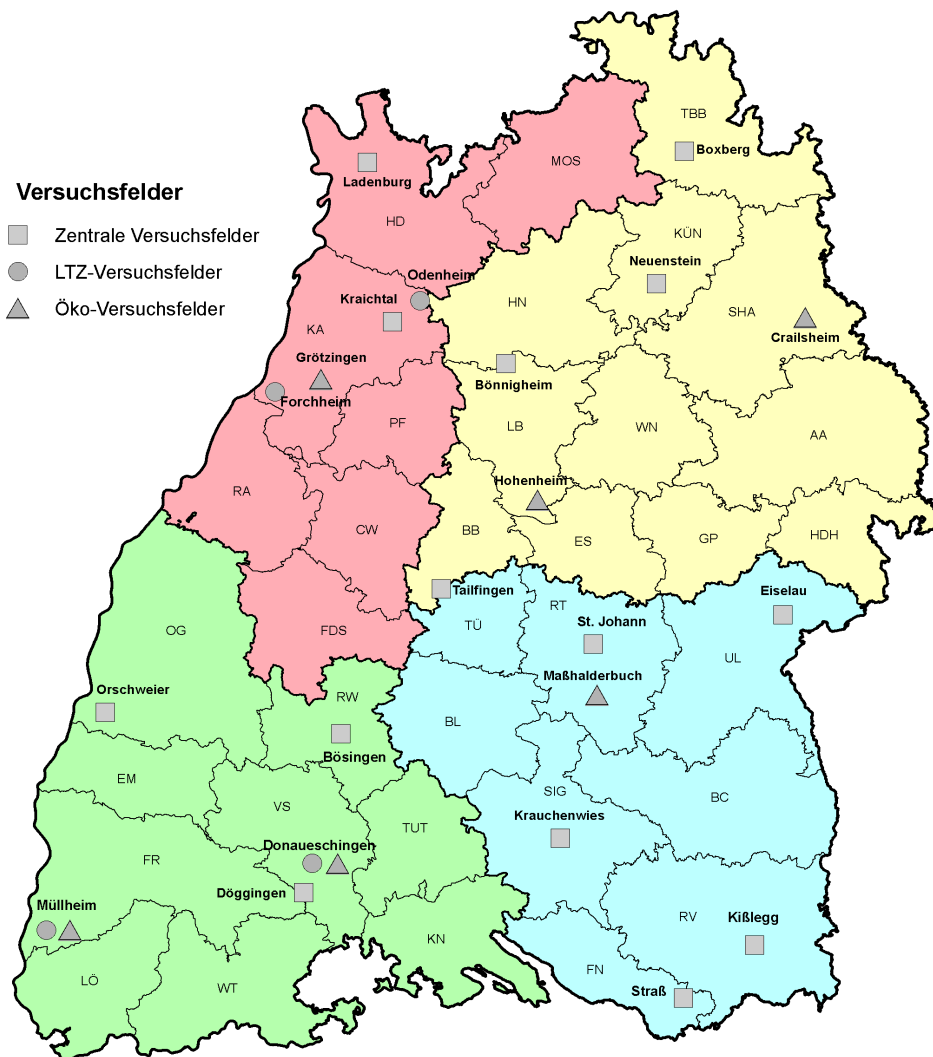 TBB
Boxberg
MOS
Ladenburg
Versuchsfelder
HD
Zentrale Versuchsfelder
KÜN
Neuenstein
LTZ-Versuchsfelder
Odenheim
Kraichtal
HN
Öko-Versuchsfelder
SHA
KA
Crailsheim
Grötzingen
Bönnigheim
Forchheim
PF
LB
WN
AA
Hohenheim
RA
CW
BB
ES
GP
HDH
Tailfingen
Eiselau
RT
OG
FDS
TÜ
St. Johann
UL
Maßhalderbuch
Orschweier
RW
BL
Bösingen
EM
SIG
BC
VS
Krauchenwies
TUT
Donaueschingen
FR
Döggingen
Müllheim
RV
Kißlegg
KN
FN
LÖ
WT
Straß